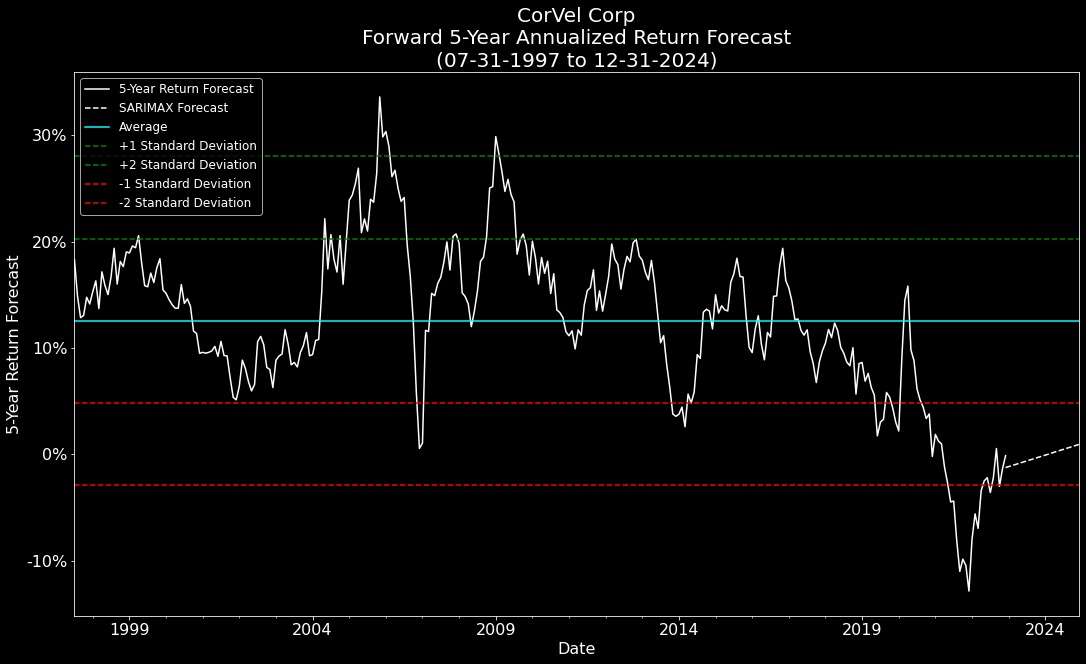 CorVel Corp
Forward 5-Year Annualized Return Forecast
(07-31-1997 to 12-31-2024)
5-Year Return Forecast
SARIMAX Forecast
Average
+1 Standard Deviation
+2 Standard Deviation
-1 Standard Deviation
-2 Standard Deviation
5-Year Return Forecast
30%
20%
10%
0%
-10%
1999
2004
2009
2014
2019
2024
Date